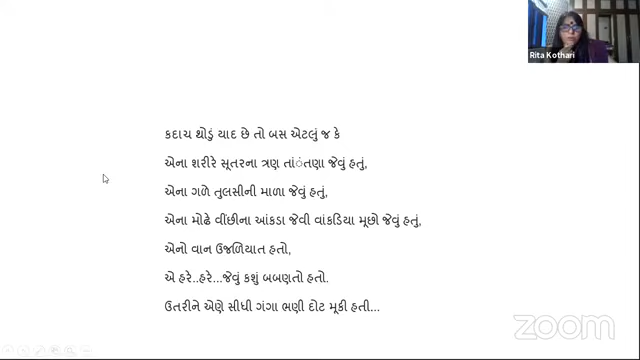 Rita Kothari
કદાચ થોડું યાદ છે તો બસ એટલું જ કે
એના શરીરે સૂતરના ત્રણ તાંાંતણા જેવું હતું,
એના ગળે તુલસીની માળા જેવું હતું,
એના મોઢે વીંછીના આંકડા જેવી વાંકડિયા મૂછો જેવું હતું,
એનો વાન ઉજળિયાત હતો,
એ હરે..હરે...જેવું કશું બબણતો હતો.
ઉતરીને એણે સીધી ગંગા ભણી દોટ મૂકી હતી...
zoom